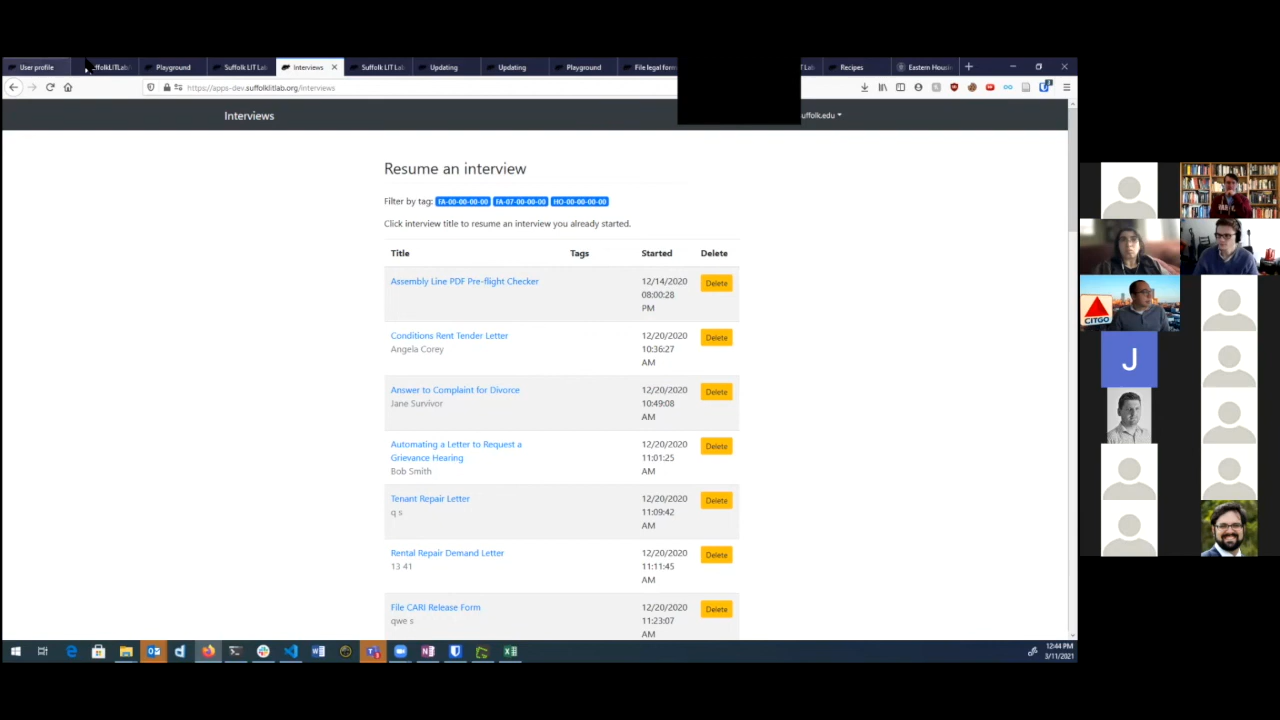 User profile
SuffolkLITLab/
Playground
Suffolk LIT Lab
Interviews
Suffolk LIT Lab
Updating
Updating
Playground
File legal form
Recipes
Eastern Housi
https://apps-dev.suffolklitlab.org/interviews
Interviews
suffolk.edu
Resume an interview
Filter by tag: FA-00-00-00-00 FA-07-00-00-00 HO-00-00-00-00
Click interview title to resume an interview you already started.
Title Tags Started Delete
Assembly Line PDF Pre-flight Checker 12/14/2020 Delete
08:00:28
PM
Conditions Rent Tender Letter 12/20/2020 Delete
Angela Corey 10:36:27
AM
Answer to Complaint for Divorce 12/20/2020 Delete
Jane Survivor 10:49:08
AM
Automating a Letter to Request a 12/20/2020 Delete
Grievance Hearing 11:01:25
Bob Smith AM
Tenant Repair Letter 12/20/2020 Delete
q s 11:09:42
AM
Rental Repair Demand Letter 12/20/2020 Delete
13 41 11:11:45
AM
File CARI Release Form 12/20/2020 Delete
qwe s 11:23:07
AM
CITGO
J
12:44 PM
3/11/2021